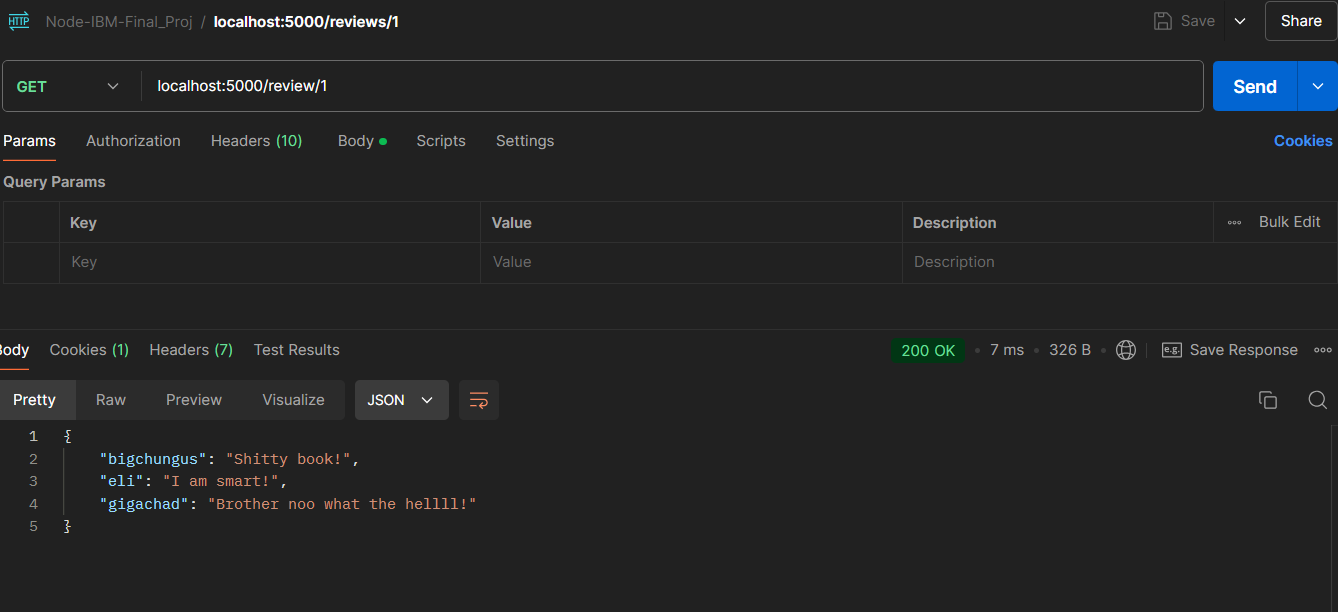 HTTP Node-IBM-Final_Proj / localhost:5000/reviews/1 Save Share
GET localhost:5000/review/1 Send
Params Authorization Headers (10) Body Scripts Settings Cookies
Query Params
Key Value Description Bulk Edit
Key Value Description
Body Cookies (1) Headers (7) Test Results 200 OK 7 ms 326 B e.g. Save Response
Pretty Raw Preview Visualize JSON
1 {
2 "bigchungus": "Shitty book!",
3 "eli": "I am smart!",
4 "gigachad": "Brother noo what the hellll!"
5 }